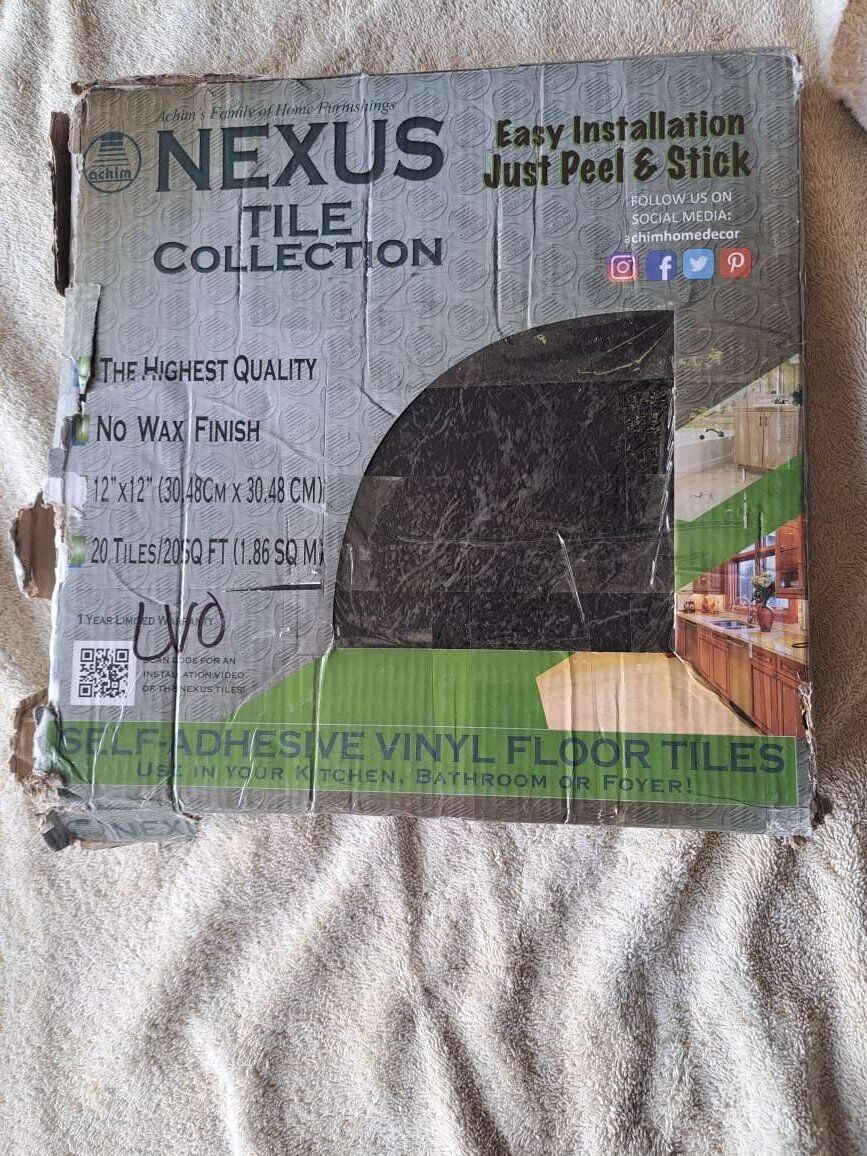 Achim's Family of Home Furnishings
achim
NEXUS
TILE
COLLECTION
Easy Installation
Just Peel & Stick
FOLLOW US ON
SOCIAL MEDIA:
achimhomedecor
THE HIGHEST QUALITY
NO WAX FINISH
12"x12" (30.48CM x 30.48 CM)
20 TILES/20SQ FT (1.86 SQ M)
1 YEAR LIMITED WARRANTY
LVO
SCAN CODE FOR AN
INSTALLATION VIDEO
OF THE NEXUS TILES!
SELF-ADHESIVE VINYL FLOOR TILES
USE IN YOUR KITCHEN, BATHROOM OR FOYER!
NEX